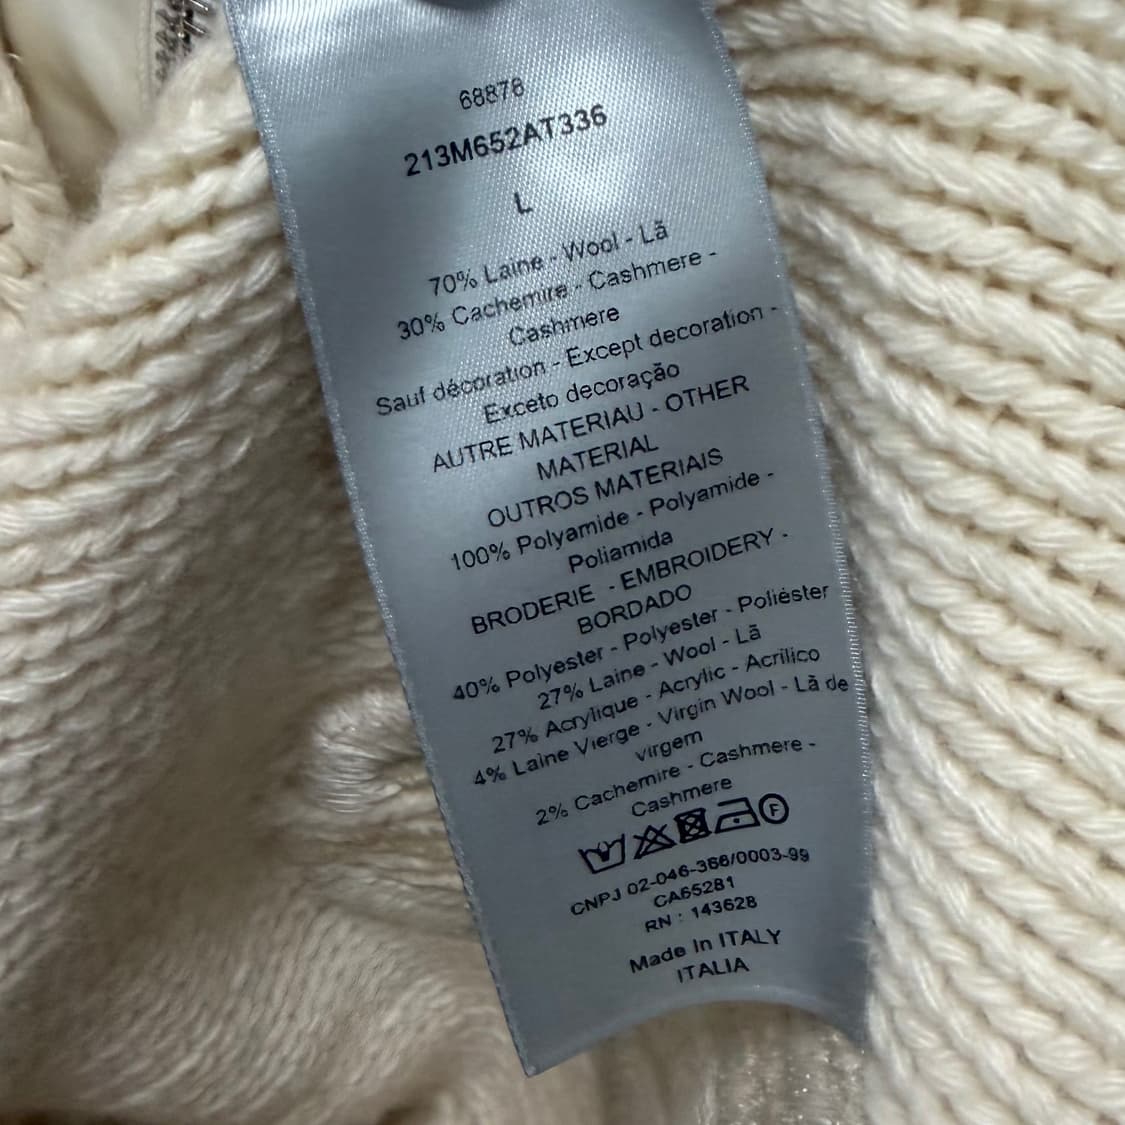 68878
213M652AT336
L
70% Laine - Wool - Lã
30% Cachemire - Cashmere -
Cashmere
Sauf décoration - Except decoration -
Exceto decoração
AUTRE MATERIAU - OTHER
MATERIAL
OUTROS MATERIAIS
100% Polyamide - Polyamide -
Poliamida
BRODERIE - EMBROIDERY -
BORDADO
40% Polyester - Polyester - Poliéster
27% Laine - Wool - Lã
27% Acrylique - Acrylic - Acrilico
4% Laine Vierge - Virgin Wool - Lã de
virgem
2% Cachemire - Cashmere -
Cashmere
F
CNPJ 02-046-366/0003-99
CA65281
RN : 143628
Made In ITALY
ITALIA